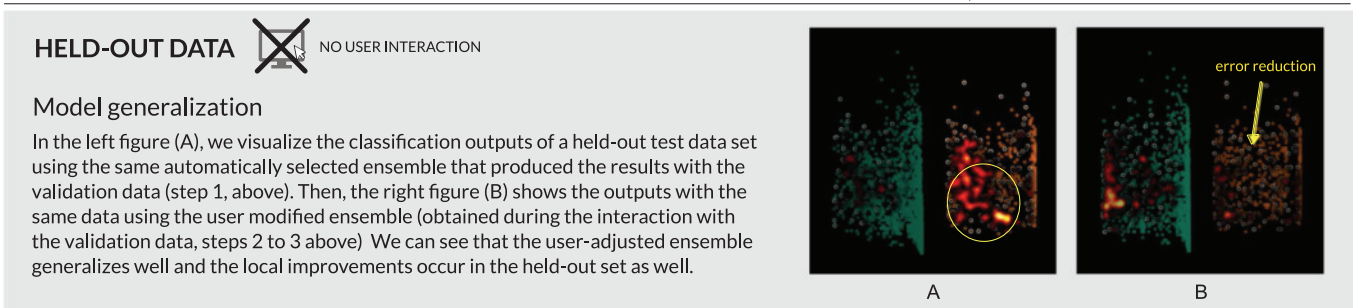 HELD-OUT DATA
NO USER INTERACTION
Model generalization
In the left figure (A), we visualize the classification outputs of a held-out test data set
using the same automatically selected ensemble that produced the results with the
validation data (step 1, above). Then, the right figure (B) shows the outputs with the
same data using the user modified ensemble (obtained during the interaction with
the validation data, steps 2 to 3 above) We can see that the user-adjusted ensemble
generalizes well and the local improvements occur in the held-out set as well.
error reduction
A
B